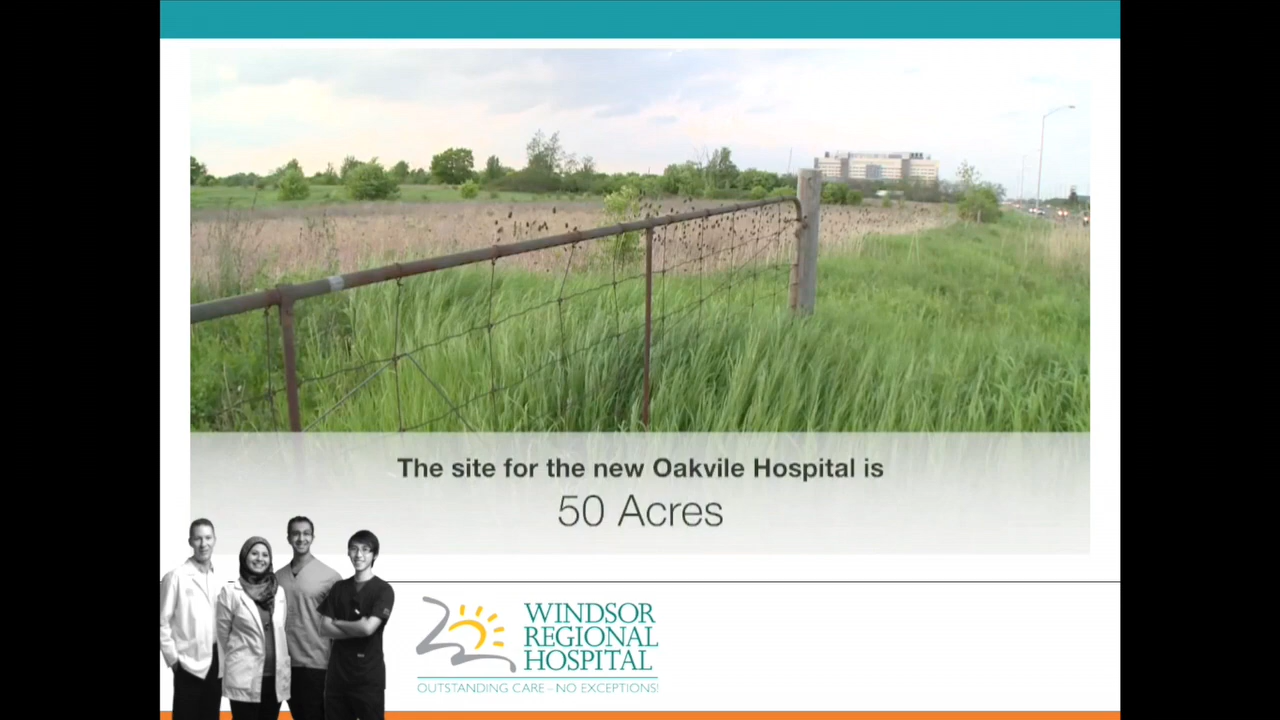 The site for the new Oakvile Hospital is
50 Acres
WINDSOR
REGIONAL
HOSPITAL
OUTSTANDING CARE – NO EXCEPTIONS!